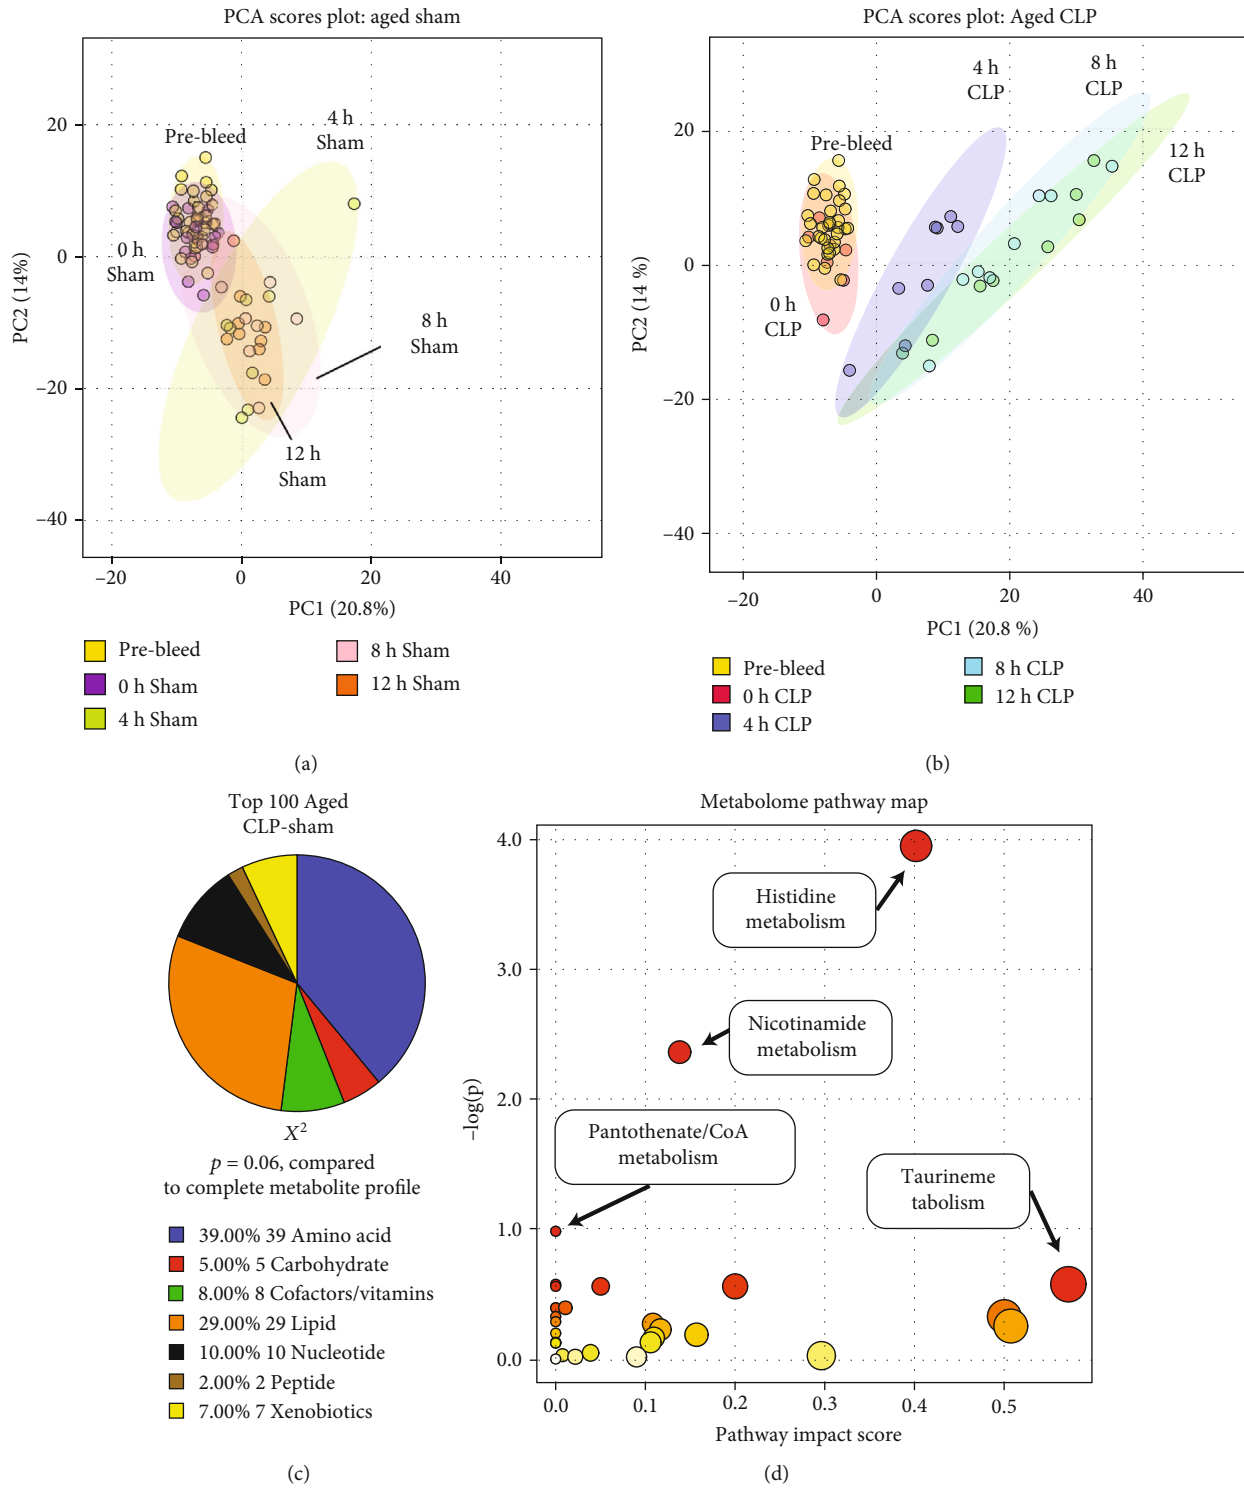 PCA scores plot: aged sham
20
0
−20
−40
PC2 (14%)
Pre-bleed
4 h
Sham
0 h
Sham
8 h
Sham
12 h
Sham
−20
0
20
40
PC1 (20.8%)
Pre-bleed
0 h Sham
4 h Sham
8 h Sham
12 h Sham
(a)
PCA scores plot: Aged CLP
20
0
−20
−40
PC2 (14 %)
4 h
CLP
8 h
CLP
Pre-bleed
12 h
CLP
0 h
CLP
−20
0
20
40
PC1 (20.8 %)
Pre-bleed
0 h CLP
4 h CLP
8 h CLP
12 h CLP
(b)
Top 100 Aged
CLP-sham
X²
p = 0.06, compared
to complete metabolite profile
39.00% 39 Amino acid
5.00% 5 Carbohydrate
8.00% 8 Cofactors/vitamins
29.00% 29 Lipid
10.00% 10 Nucleotide
2.00% 2 Peptide
7.00% 7 Xenobiotics
(c)
Metabolome pathway map
4.0
3.0
2.0
1.0
0.0
−log(p)
Histidine
metabolism
Nicotinamide
metabolism
Pantothenate/CoA
metabolism
Taurineme
tabolism
0.0
0.1
0.2
0.3
0.4
0.5
Pathway impact score
(d)